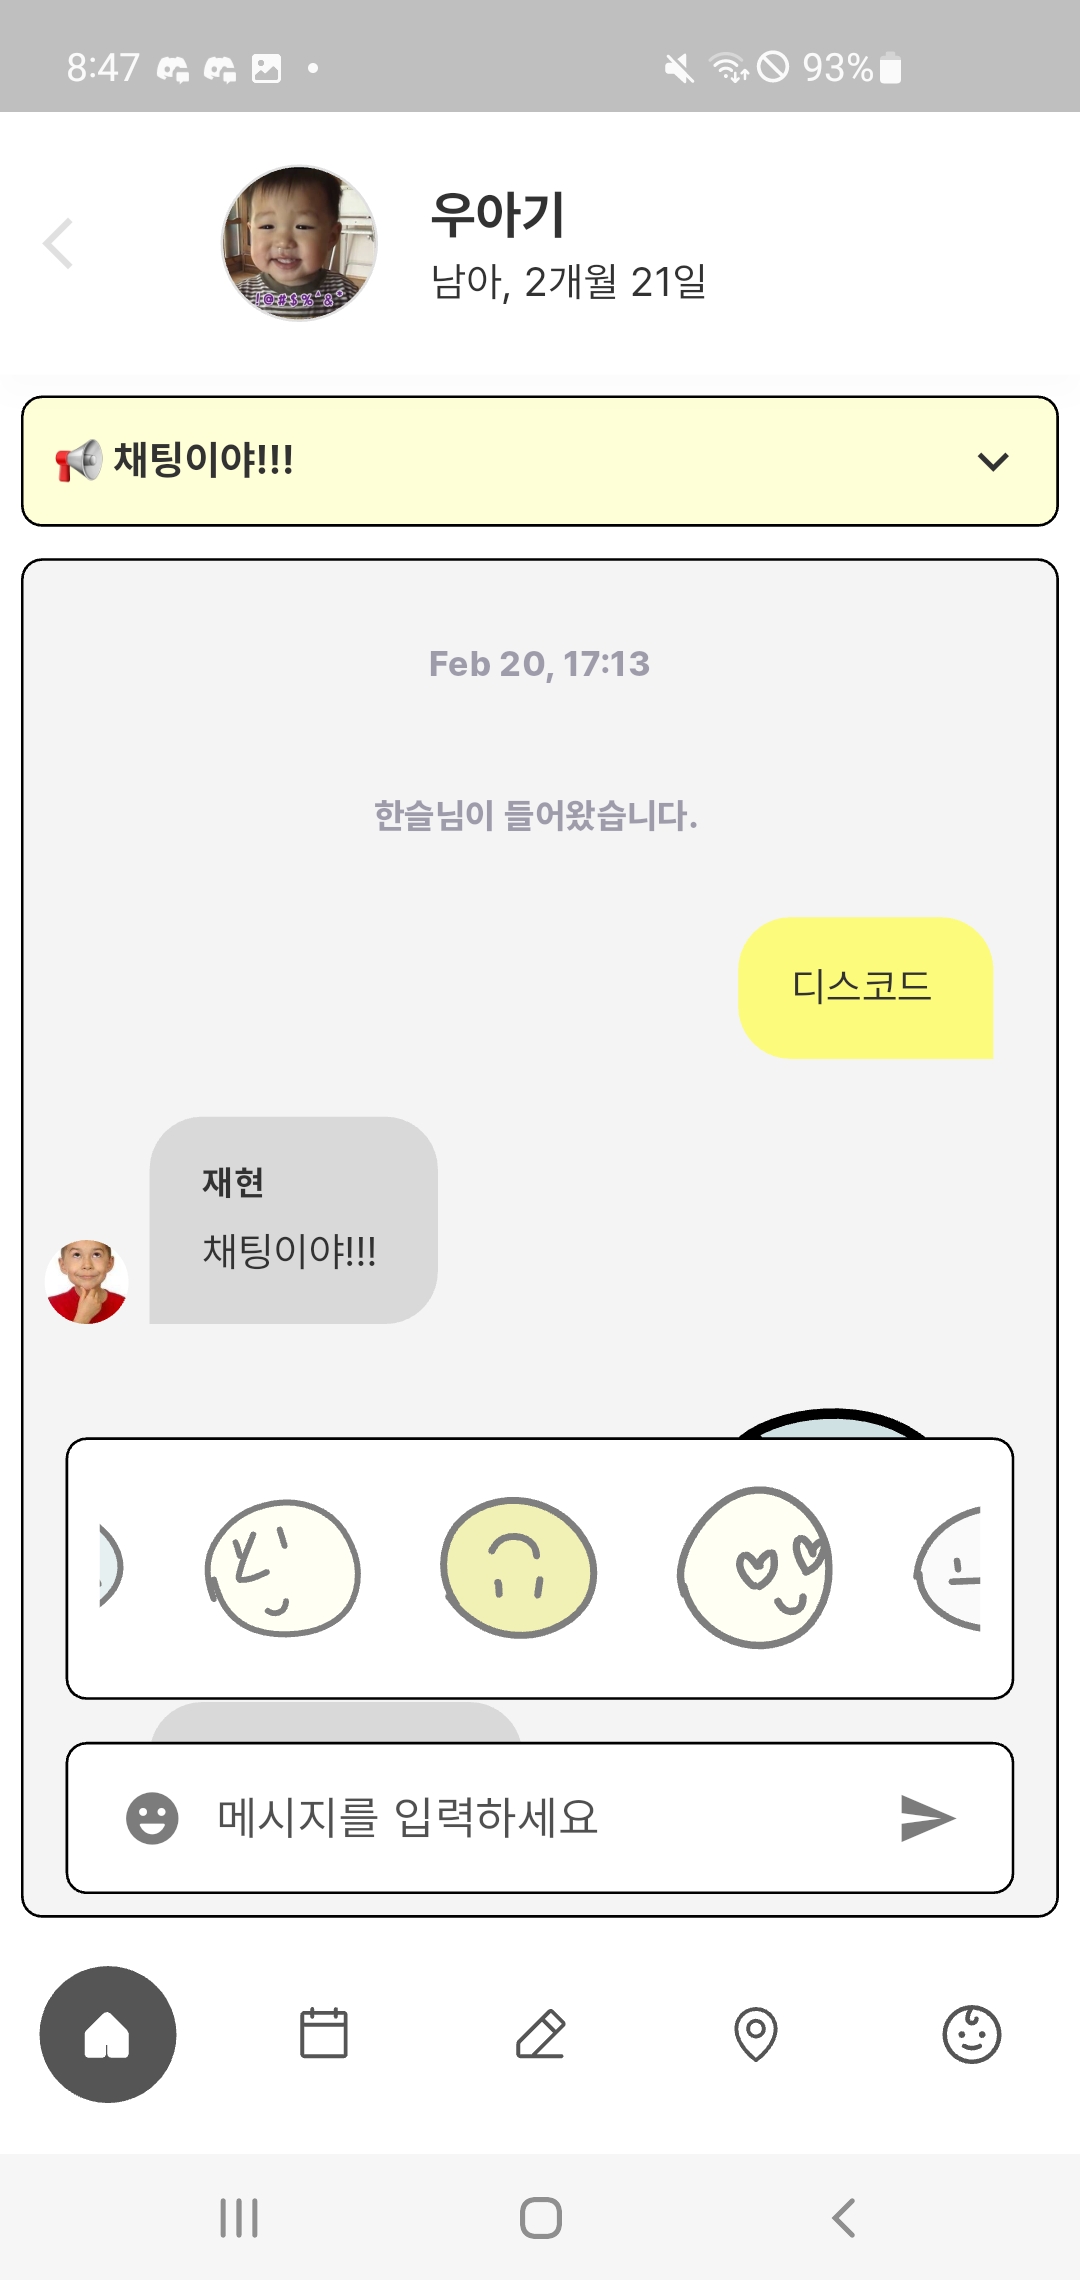 8:47
93%
우아기
남아, 2개월 21일
!@#$%^&*
채팅이야!!!
Feb 20, 17:13
한슬님이 들어왔습니다.
디스코드
재현
채팅이야!!!
메시지를 입력하세요